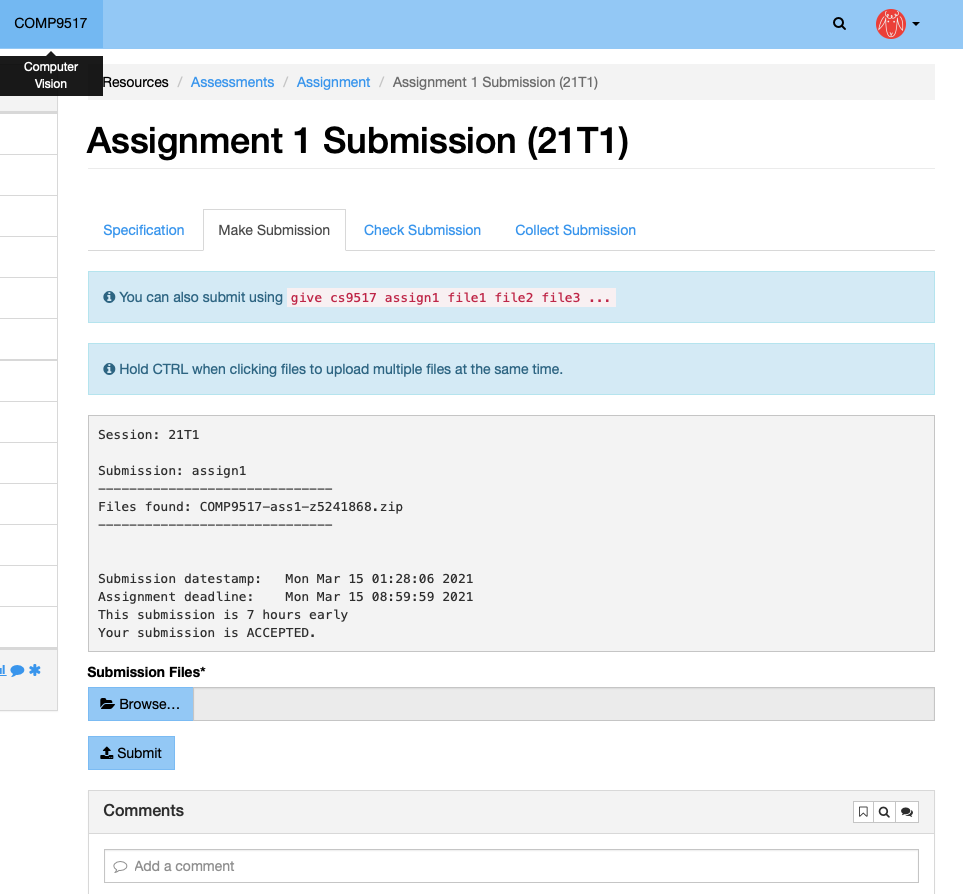 COMP9517
Computer
Vision
Resources / Assessments / Assignment / Assignment 1 Submission (21T1)
Assignment 1 Submission (21T1)
Specification Make Submission Check Submission Collect Submission
You can also submit using give cs9517 assign1 file1 file2 file3 ...
Hold CTRL when clicking files to upload multiple files at the same time.
Session: 21T1
Submission: assign1
------------------------------
Files found: COMP9517-ass1-z5241868.zip
------------------------------
Submission datestamp: Mon Mar 15 01:28:06 2021
Assignment deadline: Mon Mar 15 08:59:59 2021
This submission is 7 hours early
Your submission is ACCEPTED.
Submission Files*
Browse...
Submit
Comments
Add a comment